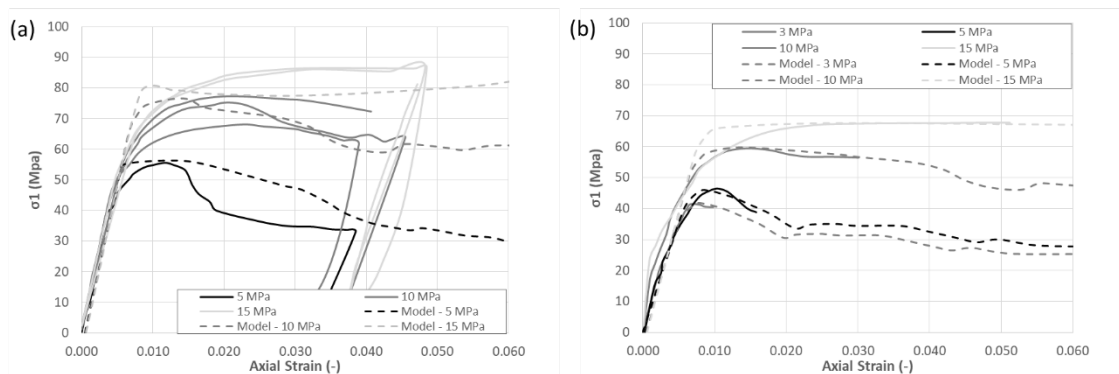 (a)
100
90
80
70
60
50
40
30
20
10
0
σ1 (Mpa)
0.000 0.010 0.020 0.030 0.040 0.050 0.060
Axial Strain (-)
5 MPa 10 MPa
15 MPa Model - 5 MPa
Model - 10 MPa Model - 15 MPa
(b)
100
90
80
70
60
50
40
30
20
10
0
σ1 (Mpa)
3 MPa 5 MPa
10 MPa 15 MPa
Model - 3 MPa Model - 5 MPa
Model - 10 MPa Model - 15 MPa
0.000 0.010 0.020 0.030 0.040 0.050 0.060
Axial Strain (-)